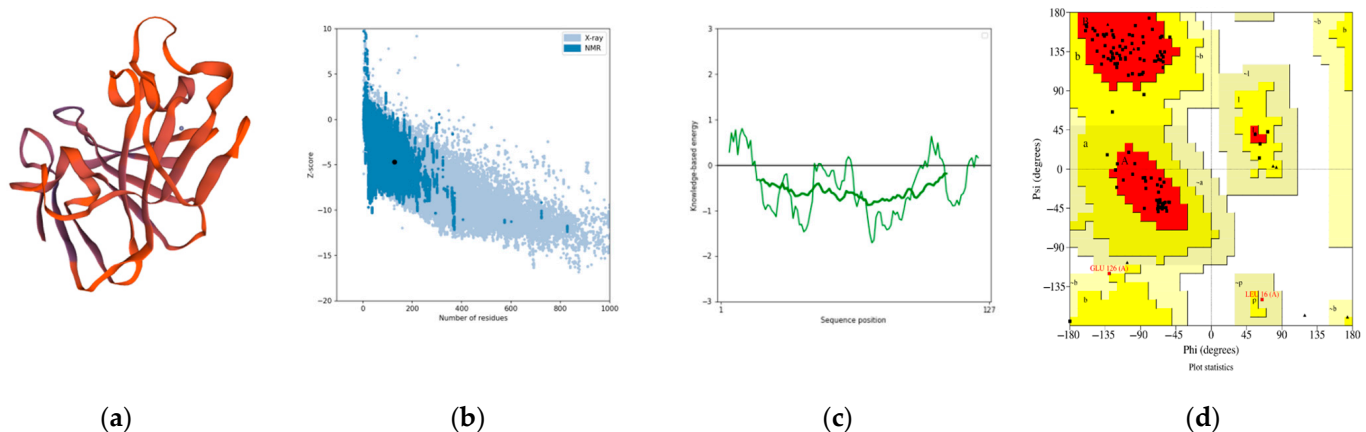 10
5
0
−5
−10
−15
−20
Z-score
0
200
400
600
800
1000
Number of residues
X-ray
NMR
3
2
1
0
−1
−2
−3
Knowledge-based energy
1
127
Sequence position
180
135
90
45
0
−45
−90
−135
−180
Psi (degrees)
B
b
~b
~b
b
~l
l
a
A
~a
GLU 126 (A)
~b
b
~p
LEU 16 (A)
p
~b
b
−135
−90
−45
0
45
90
135
180
Phi (degrees)
Plot statistics
(a)
(b)
(c)
(d)